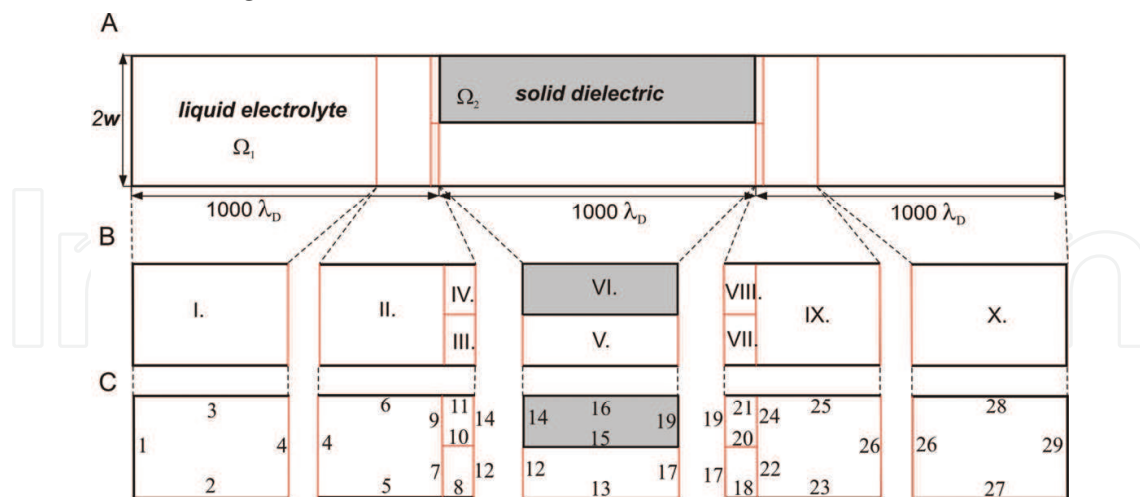 A
liquid electrolyte
Ω₁
2w
Ω₂ solid dielectric
1000 λD 1000 λD 1000 λD
B
I. II. IV. III. VI. V. VIII. VII. IX. X.
C
3 6 11 16 21 25 28
1 4 4 9 10 14 14 15 19 19 20 24 26 26 29
7 12 12 17 17 22
2 5 8 13 18 23 27